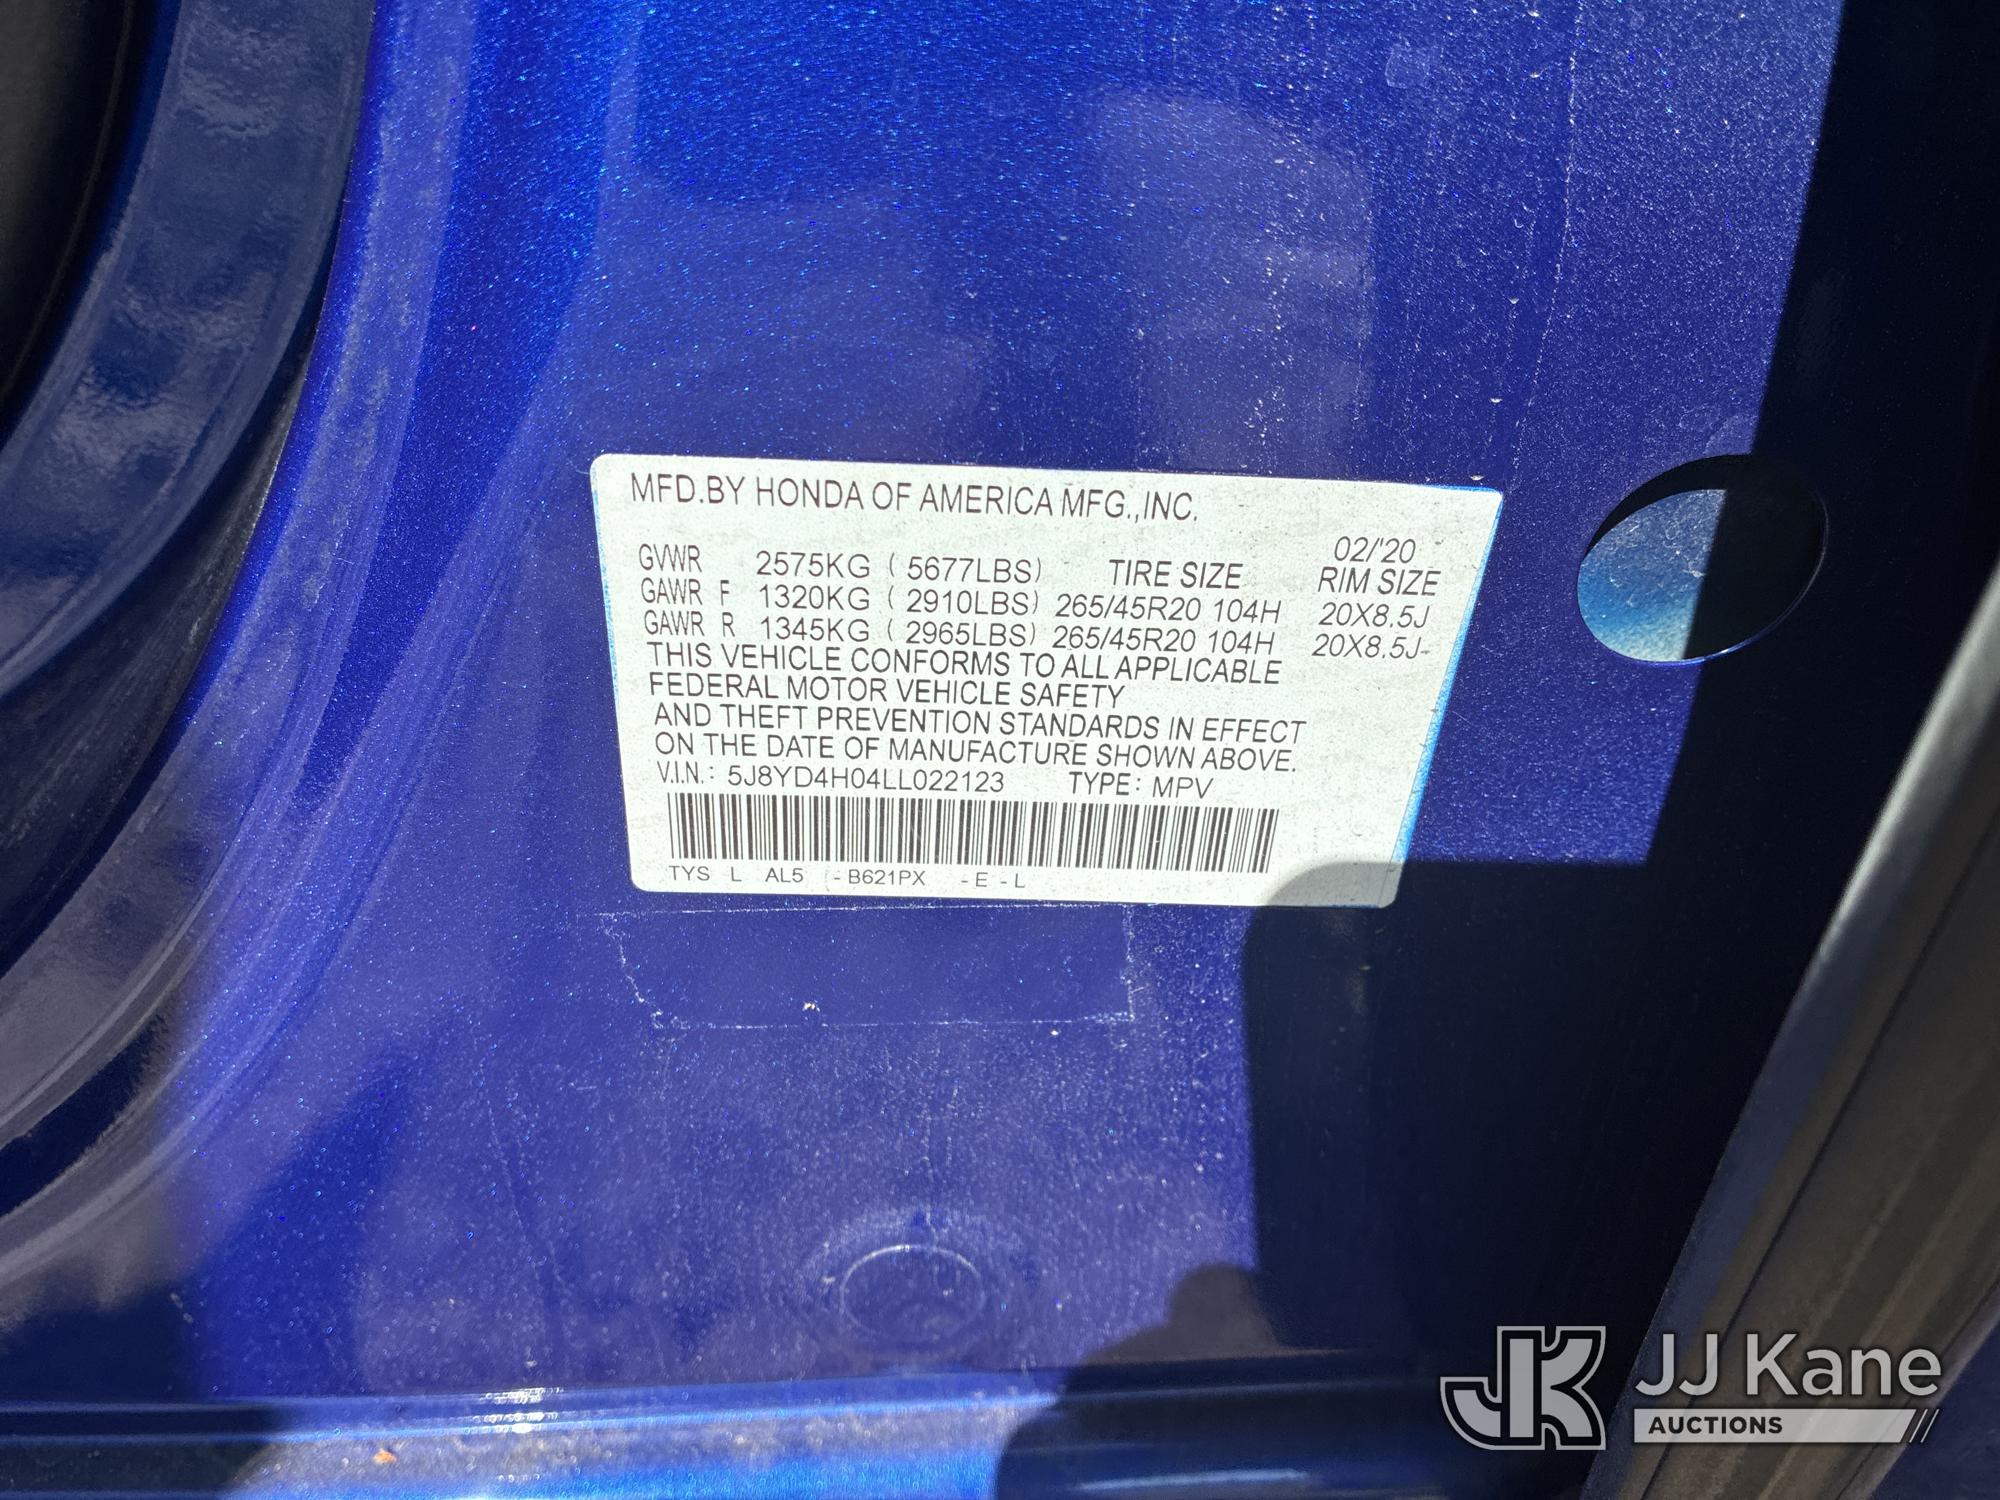 MFD.BY HONDA OF AMERICA MFG.,INC.
02/'20
GVWR 2575KG ( 5677LBS) TIRE SIZE RIM SIZE
GAWR F 1320KG ( 2910LBS) 265/45R20 104H 20X8.5J
GAWR R 1345KG ( 2965LBS) 265/45R20 104H 20X8.5J-
THIS VEHICLE CONFORMS TO ALL APPLICABLE
FEDERAL MOTOR VEHICLE SAFETY
AND THEFT PREVENTION STANDARDS IN EFFECT
ON THE DATE OF MANUFACTURE SHOWN ABOVE.
V.I.N.: 5J8YD4H04LL022123 TYPE: MPV
TYS L AL5 - B621PX - E - L
JK JJ Kane
AUCTIONS